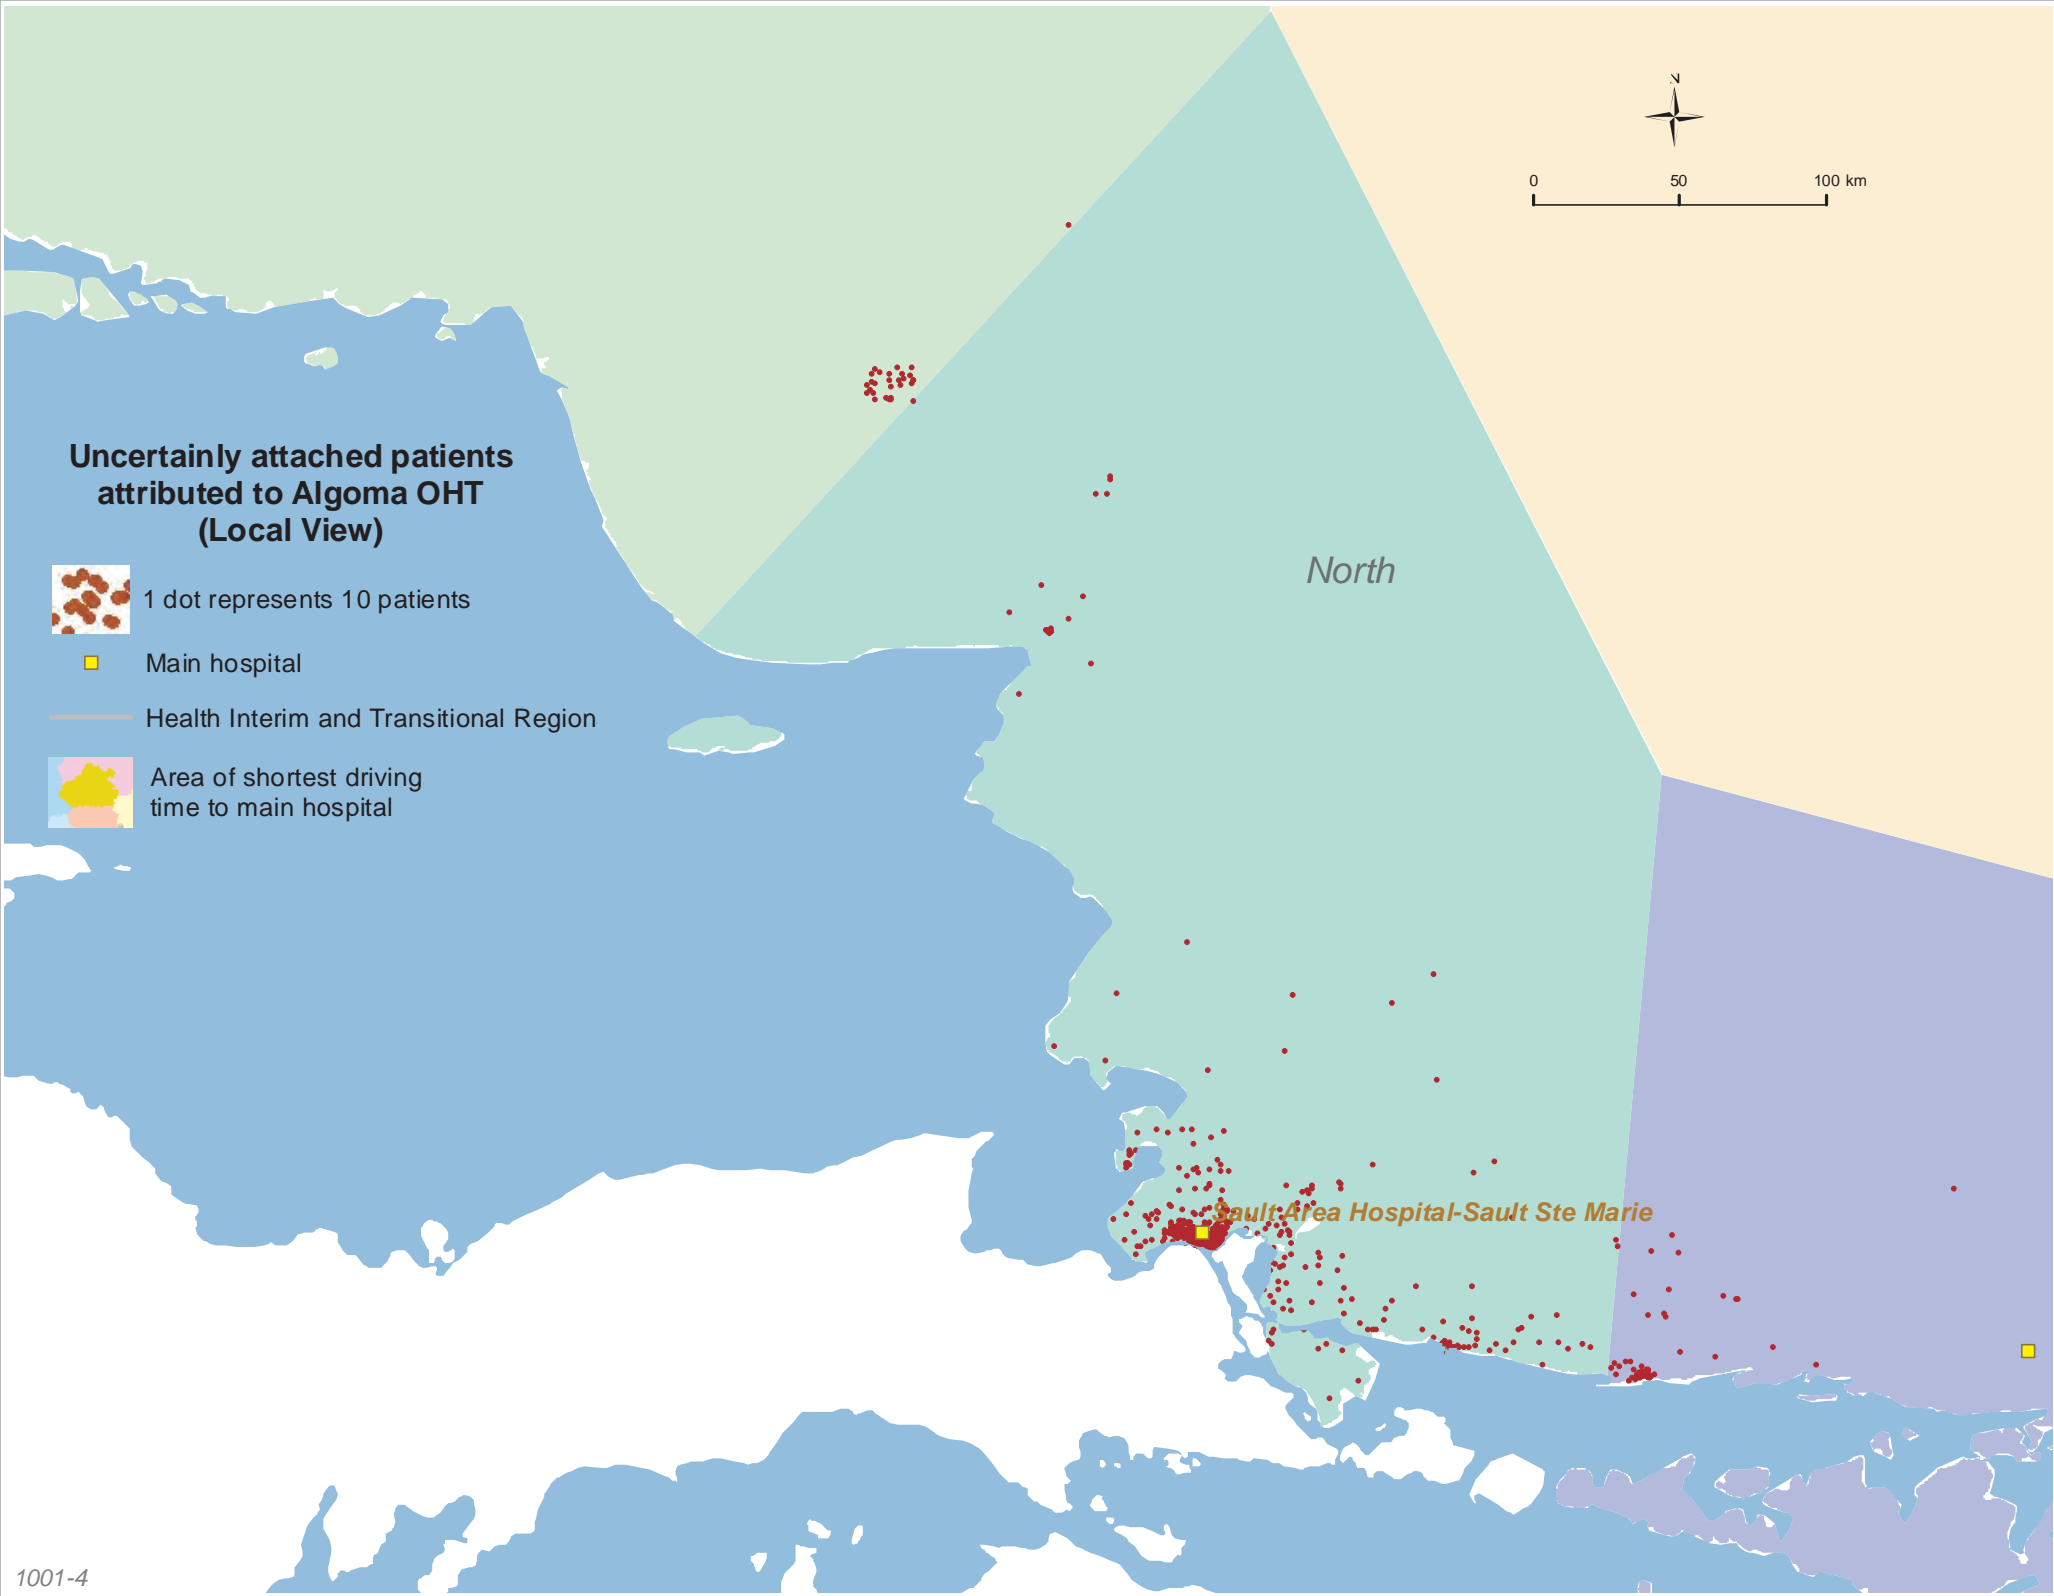 N
0 50 100 km
Uncertainly attached patients
attributed to Algoma OHT
(Local View)
1 dot represents 10 patients
Main hospital
Health Interim and Transitional Region
Area of shortest driving
time to main hospital
North
Sault Area Hospital-Sault Ste Marie
1001-4